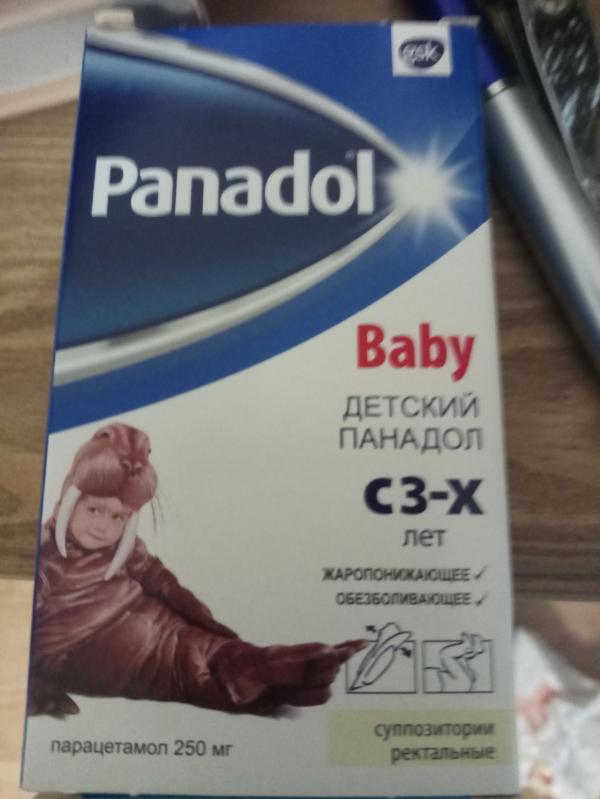 gsk
Panadol
Baby
ДЕТСКИЙ
ПАНАДОЛ
с 3-х
лет
ЖАРОПОНИЖАЮЩЕЕ ✓
ОБЕЗБОЛИВАЮЩЕЕ ✓
суппозитории
ректальные
парацетамол 250 мг